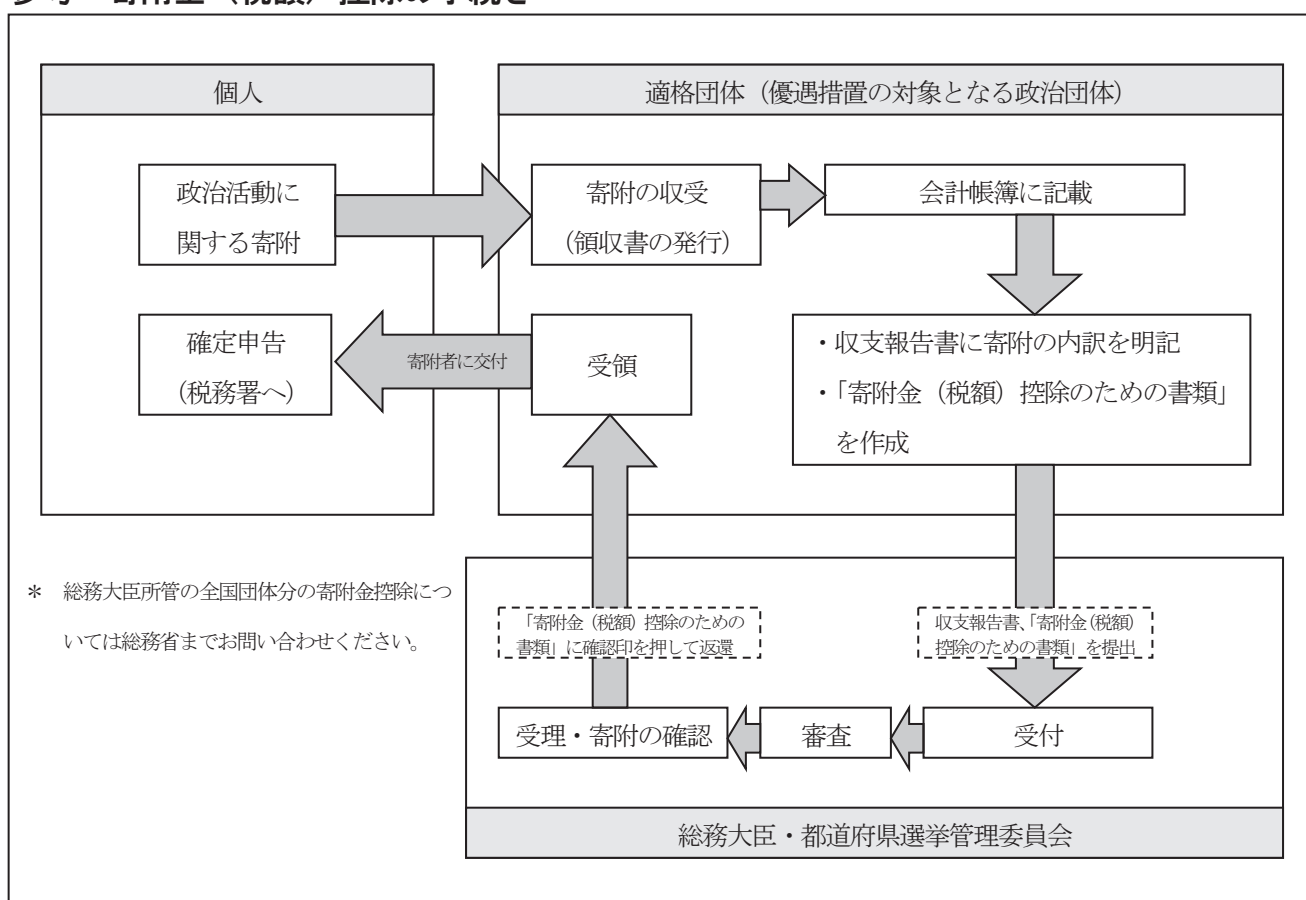 個人
適格団体（優遇措置の対象となる政治団体）
政治活動に
関する寄附
寄附の収受
（領収書の発行）
会計帳簿に記載
・収支報告書に寄附の内訳を明記
・「寄附金（税額）控除のための書類」
を作成
受領
寄附者に交付
確定申告
（税務署へ）
＊　総務大臣所管の全国団体分の寄附金控除につ
いては総務省までお問い合わせください。
「寄附金（税額）控除のための
書類」に確認印を押して返還
収支報告書、「寄附金（税額）
控除のための書類」を提出
受理・寄附の確認
審査
受付
総務大臣・都道府県選挙管理委員会